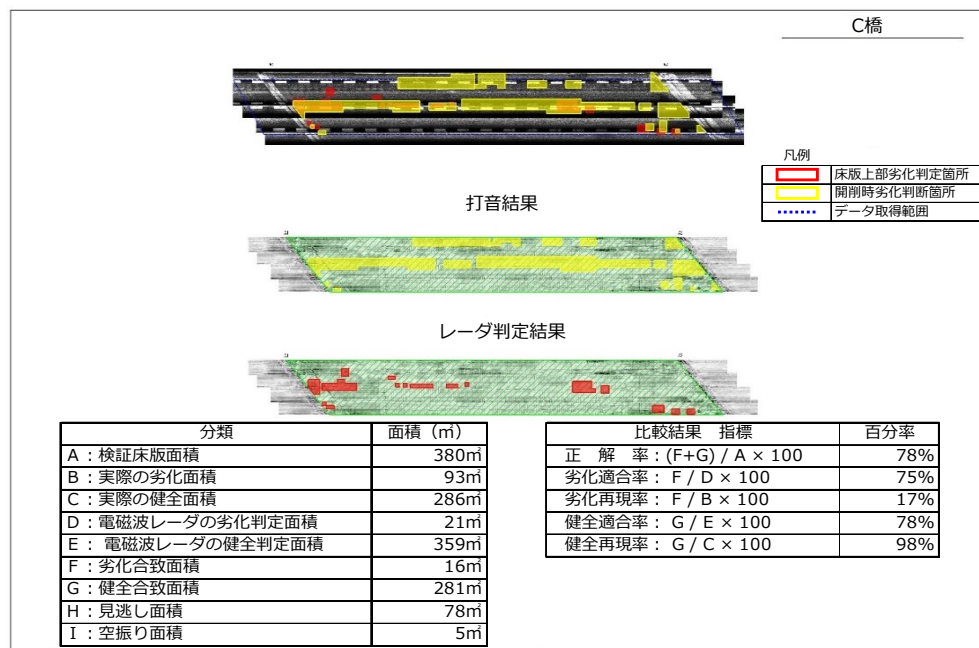 C橋
凡例
床版上部劣化判定箇所
開削時劣化判断箇所
データ取得範囲
打音結果
レーダ判定結果
分類 面積（㎡）
A：検証床版面積 380㎡
B：実際の劣化面積 93㎡
C：実際の健全面積 286㎡
D：電磁波レーダの劣化判定面積 21㎡
E： 電磁波レーダの健全判定面積 359㎡
F：劣化合致面積 16㎡
G：健全合致面積 281㎡
H：見逃し面積 78㎡
I：空振り面積 5㎡
比較結果　指標 百分率
正　解　率：(F+G) / A × 100 78%
劣化適合率： F / D × 100 75%
劣化再現率： F / B × 100 17%
健全適合率： G / E × 100 78%
健全再現率： G / C × 100 98%